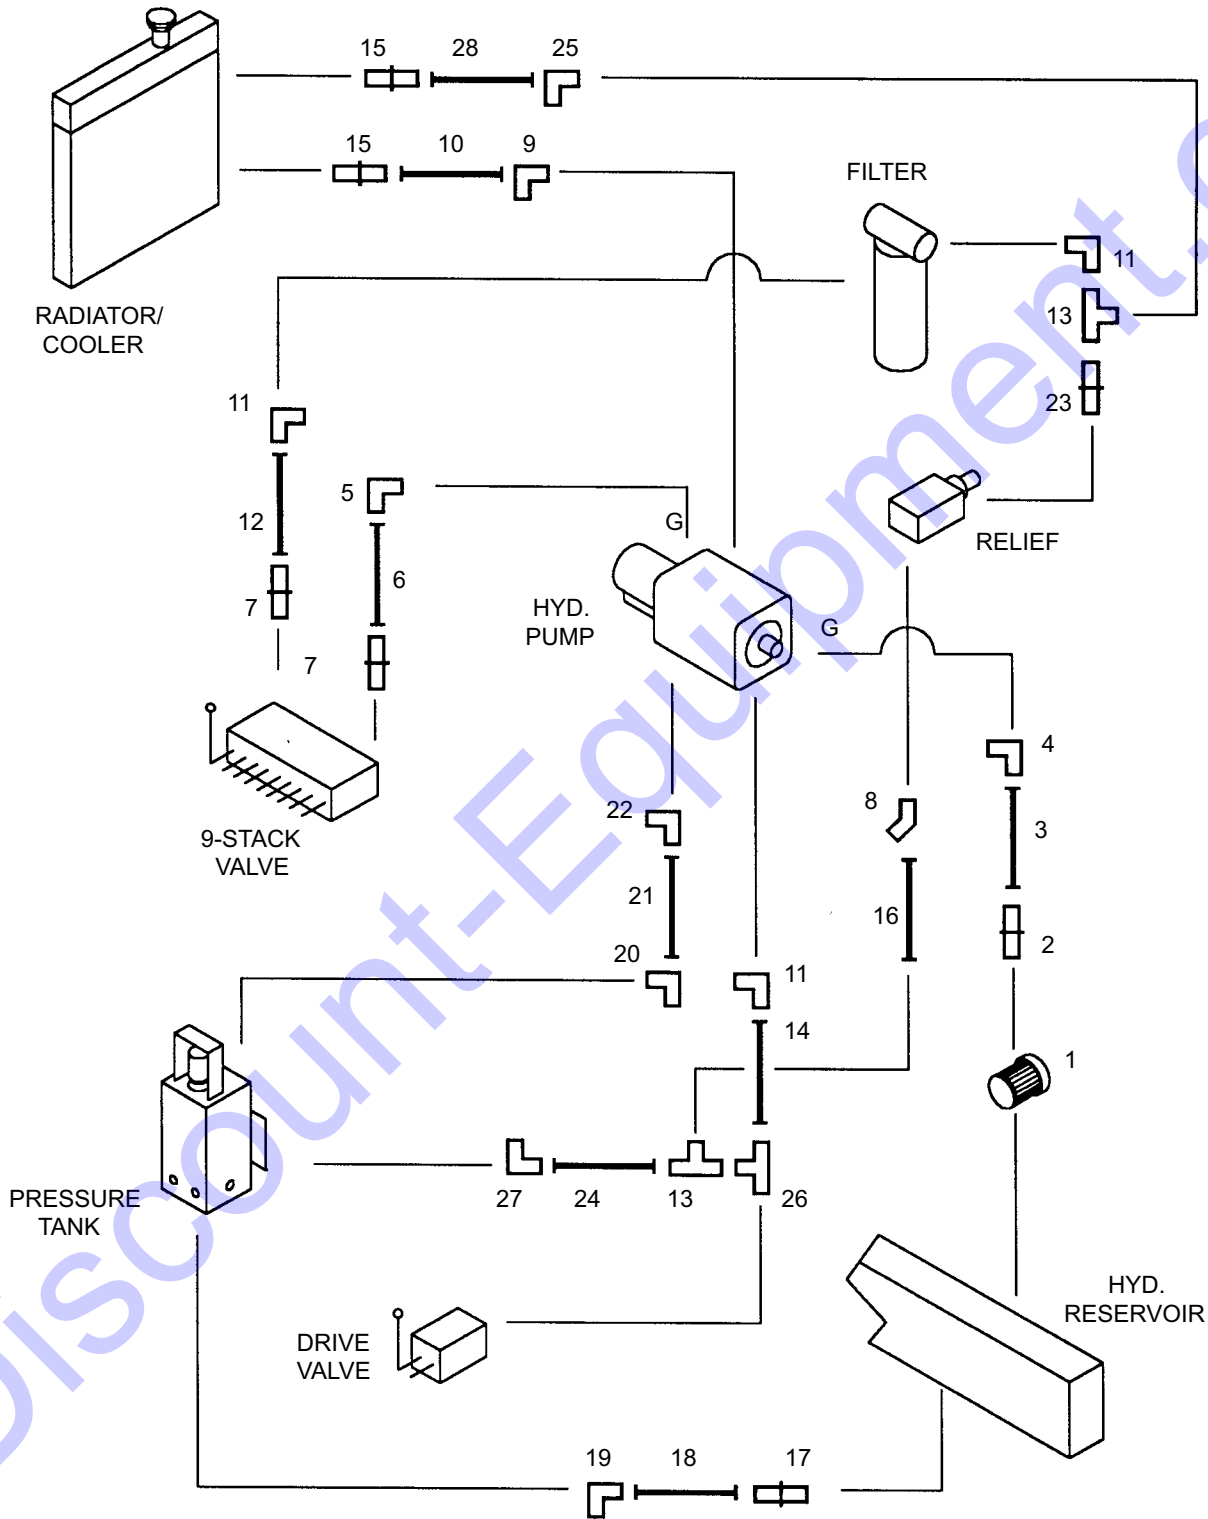 15 28 25
15 10 9
FILTER
11
RADIATOR/
COOLER
13
11
23
5
12
G
RELIEF
6
7
HYD.
PUMP
G
7
4
8
22
3
9-STACK
VALVE
21
16
2
20
11
14
1
PRESSURE
TANK
27 24 13 26
HYD.
RESERVOIR
DRIVE
VALVE
19 18 17
Discount-Equipment.c